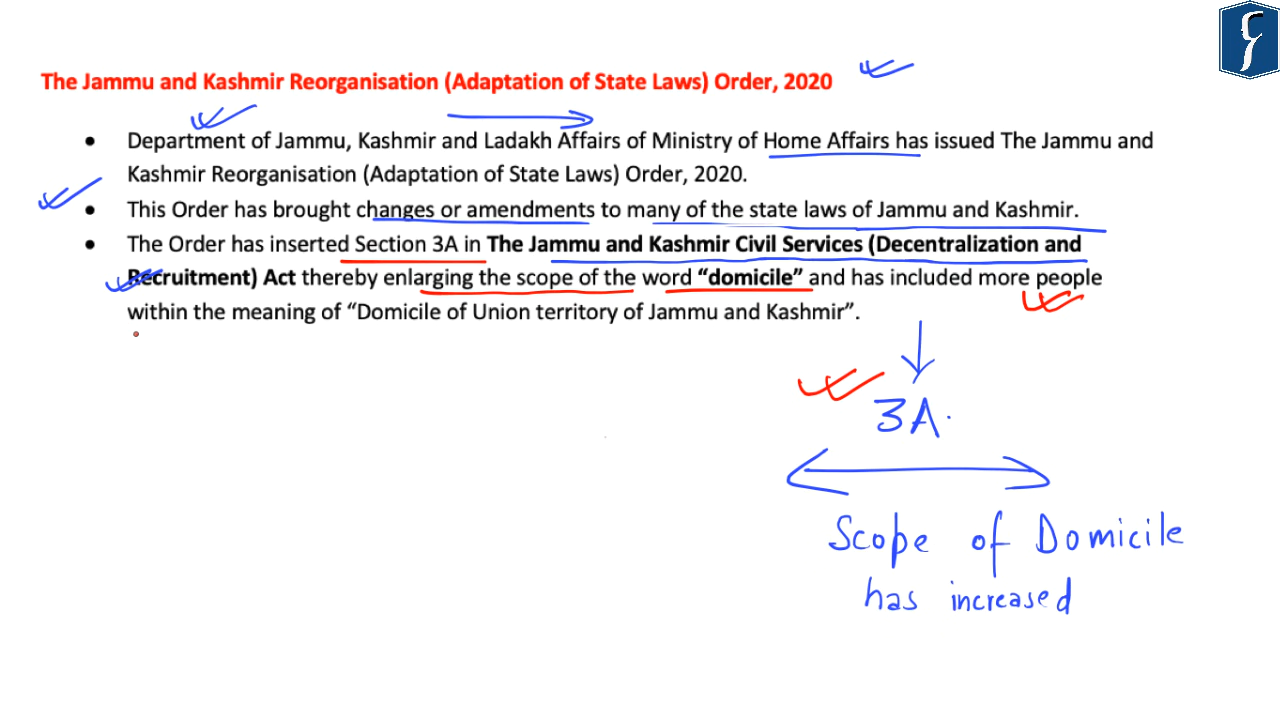 The Jammu and Kashmir Reorganisation (Adaptation of State Laws) Order, 2020
• Department of Jammu, Kashmir and Ladakh Affairs of Ministry of Home Affairs has issued The Jammu and
Kashmir Reorganisation (Adaptation of State Laws) Order, 2020.
• This Order has brought changes or amendments to many of the state laws of Jammu and Kashmir.
• The Order has inserted Section 3A in The Jammu and Kashmir Civil Services (Decentralization and
Recruitment) Act thereby enlarging the scope of the word “domicile” and has included more people
within the meaning of “Domicile of Union territory of Jammu and Kashmir”.
3A.
Scope of Domicile
has increased